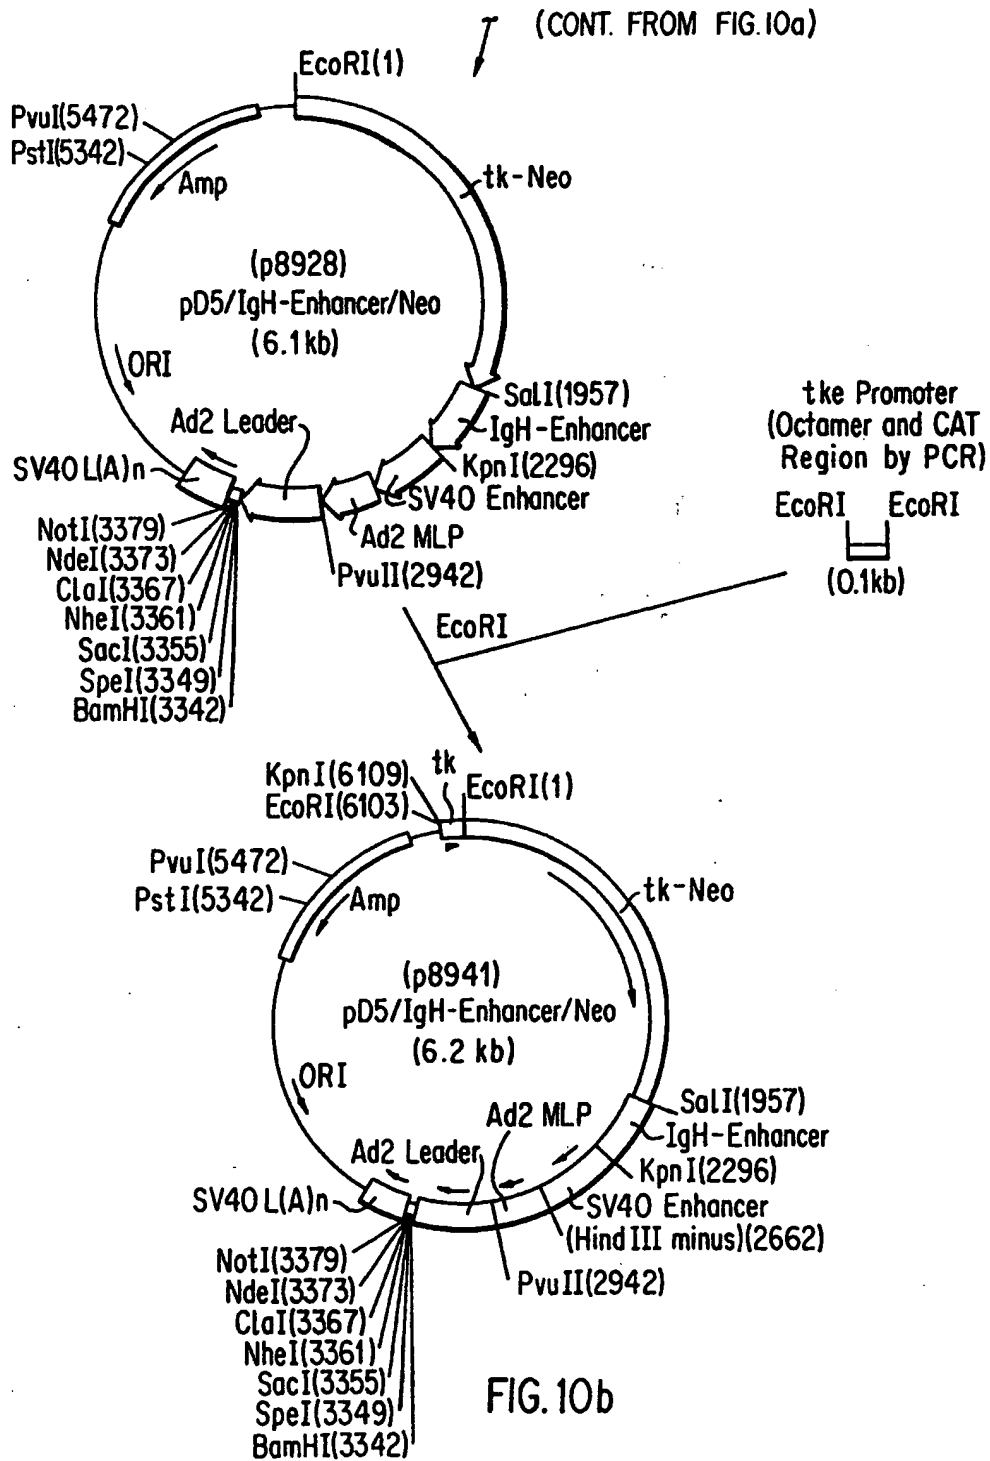 (CONT. FROM FIG.10a)
EcoRI(1)
PvuI(5472)
PstI(5342)
Amp
tk-Neo
(p8928)
pD5/IgH-Enhancer/Neo
(6.1kb)
ORI
Ad2 Leader
SV40 L(A)n
SalI(1957)
IgH-Enhancer
KpnI(2296)
SV40 Enhancer
Ad2 MLP
PvuII(2942)
NotI(3379)
NdeI(3373)
ClaI(3367)
NheI(3361)
SacI(3355)
SpeI(3349)
BamHI(3342)
tke Promoter
(Octamer and CAT
Region by PCR)
EcoRI EcoRI
(0.1kb)
EcoRI
KpnI(6109)
tk
EcoRI(1)
EcoRI(6103)
PvuI(5472)
PstI(5342)
Amp
tk-Neo
(p8941)
pD5/IgH-Enhancer/Neo
(6.2 kb)
ORI
Ad2 MLP
Ad2 Leader
SV40 L(A)n
SalI(1957)
IgH-Enhancer
KpnI(2296)
SV40 Enhancer
(Hind III minus)(2662)
PvuII(2942)
NotI(3379)
NdeI(3373)
ClaI(3367)
NheI(3361)
SacI(3355)
SpeI(3349)
BamHI(3342)
FIG. 10b